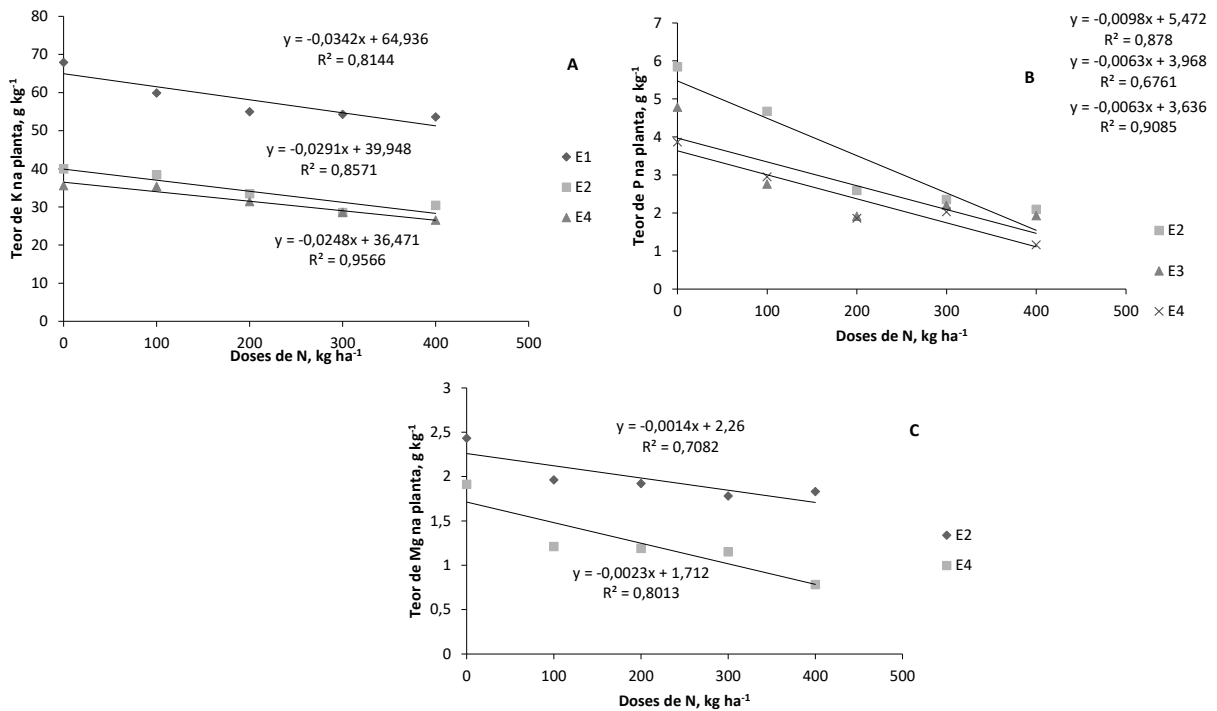 Teor de K na planta, g kg⁻¹
80
70
60
50
40
30
20
10
0
y = -0,0342x + 64,936
R² = 0,8144
y = -0,0291x + 39,948
R² = 0,8571
y = -0,0248x + 36,471
R² = 0,9566
A
E1
E2
E4
0 100 200 300 400 500
Doses de N, kg ha⁻¹
Teor de P na planta, g kg⁻¹
7
6
5
4
3
2
1
0
y = -0,0098x + 5,472
R² = 0,878
y = -0,0063x + 3,968
R² = 0,6761
y = -0,0063x + 3,636
R² = 0,9085
B
E2
E3
E4
0 100 200 300 400 500
Doses de N, kg ha⁻¹
Teor de Mg na planta, g kg⁻¹
3
2,5
2
1,5
1
0,5
0
y = -0,0014x + 2,26
R² = 0,7082
y = -0,0023x + 1,712
R² = 0,8013
C
E2
E4
0 100 200 300 400 500
Doses de N, kg ha⁻¹